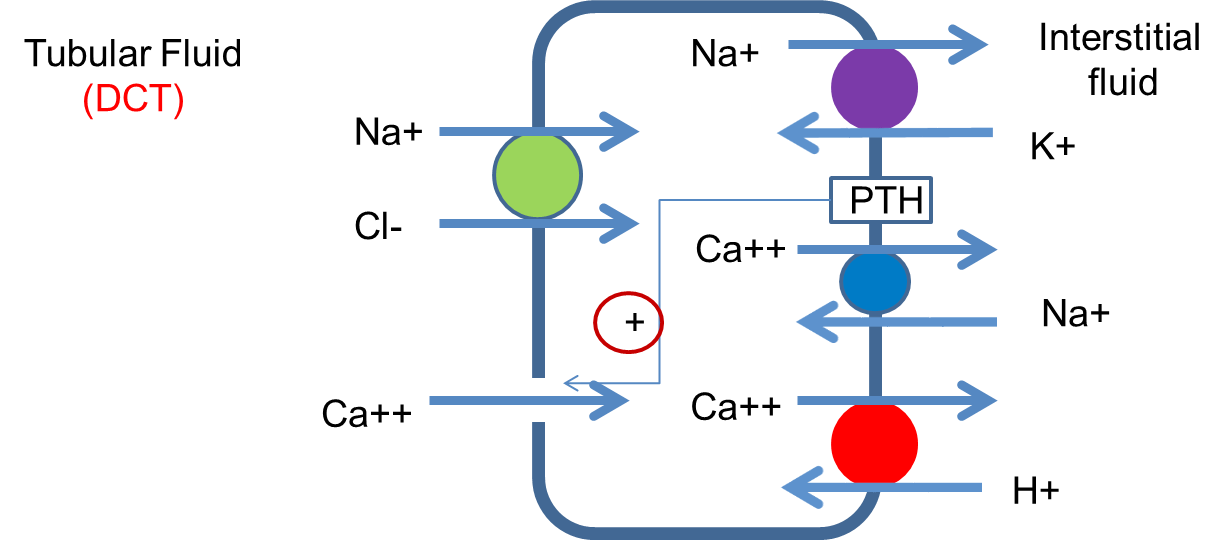 Tubular Fluid
(DCT)
Na+
Cl-
Ca++
+
Na+
K+
PTH
Ca++
Na+
Ca++
H+
Interstitial
fluid